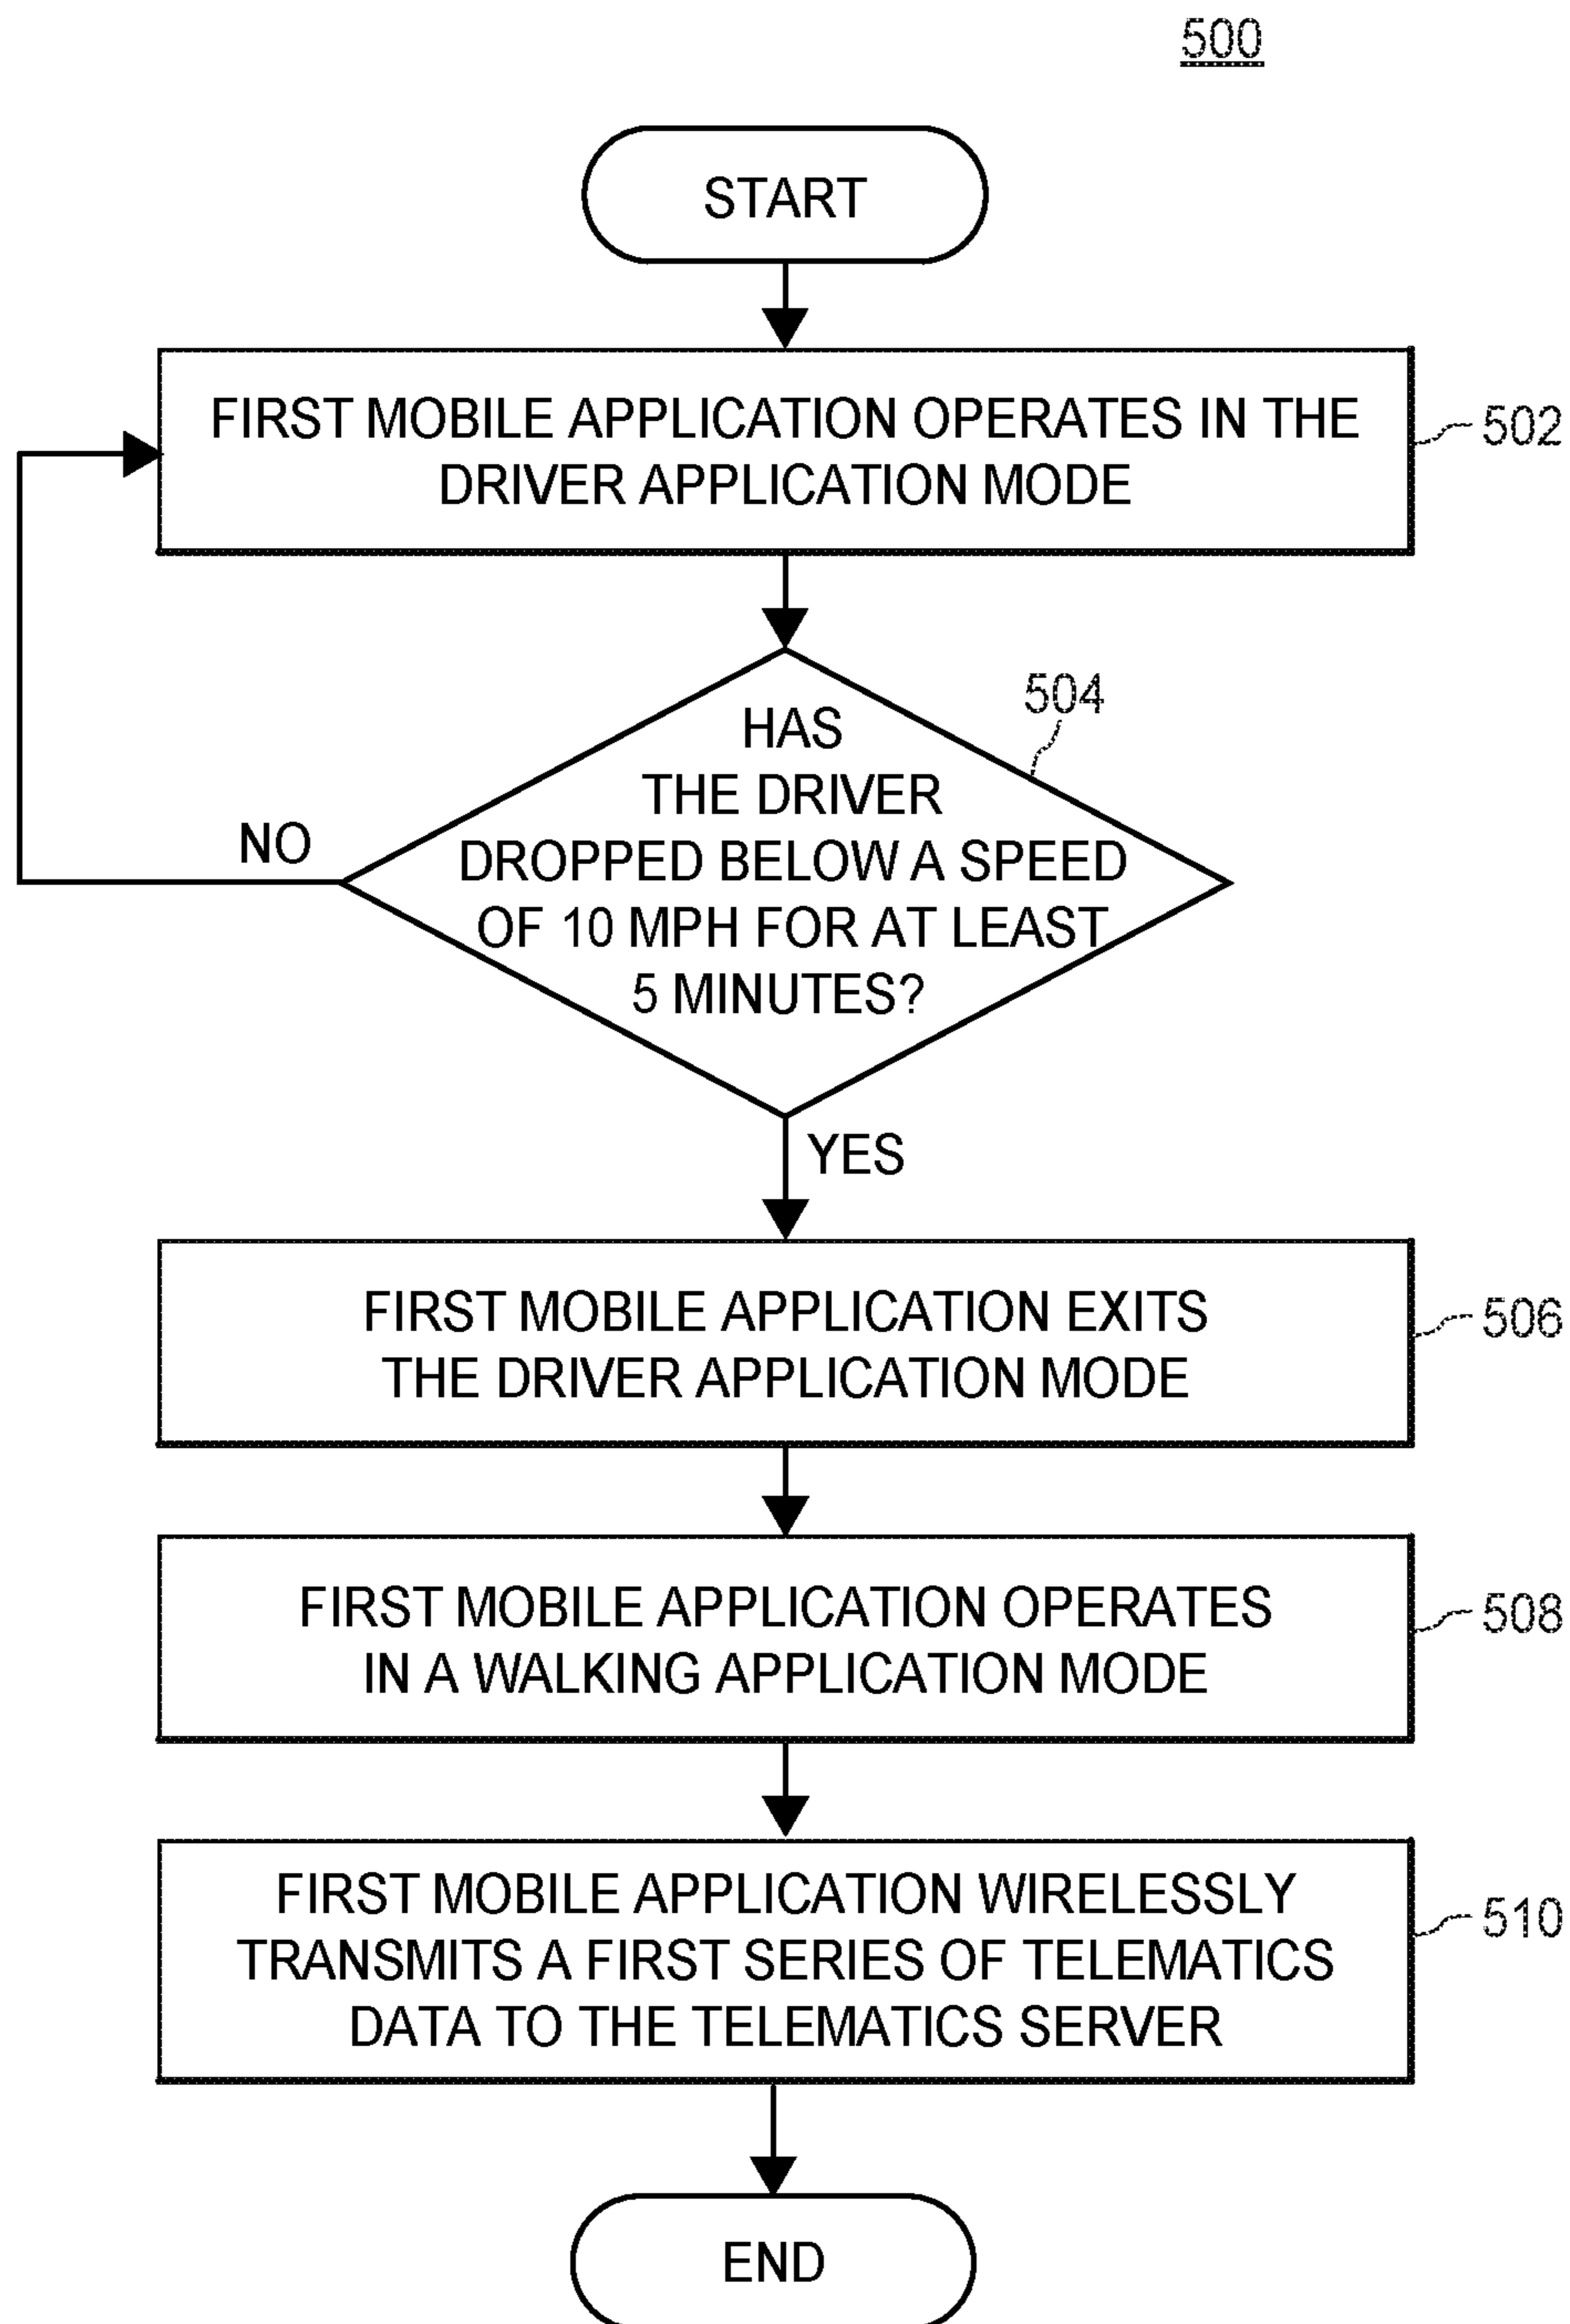 500
START
FIRST MOBILE APPLICATION OPERATES IN THE
DRIVER APPLICATION MODE
502
504
HAS
THE DRIVER
DROPPED BELOW A SPEED
OF 10 MPH FOR AT LEAST
5 MINUTES?
NO
YES
FIRST MOBILE APPLICATION EXITS
THE DRIVER APPLICATION MODE
506
FIRST MOBILE APPLICATION OPERATES
IN A WALKING APPLICATION MODE
508
FIRST MOBILE APPLICATION WIRELESSLY
TRANSMITS A FIRST SERIES OF TELEMATICS
DATA TO THE TELEMATICS SERVER
510
END